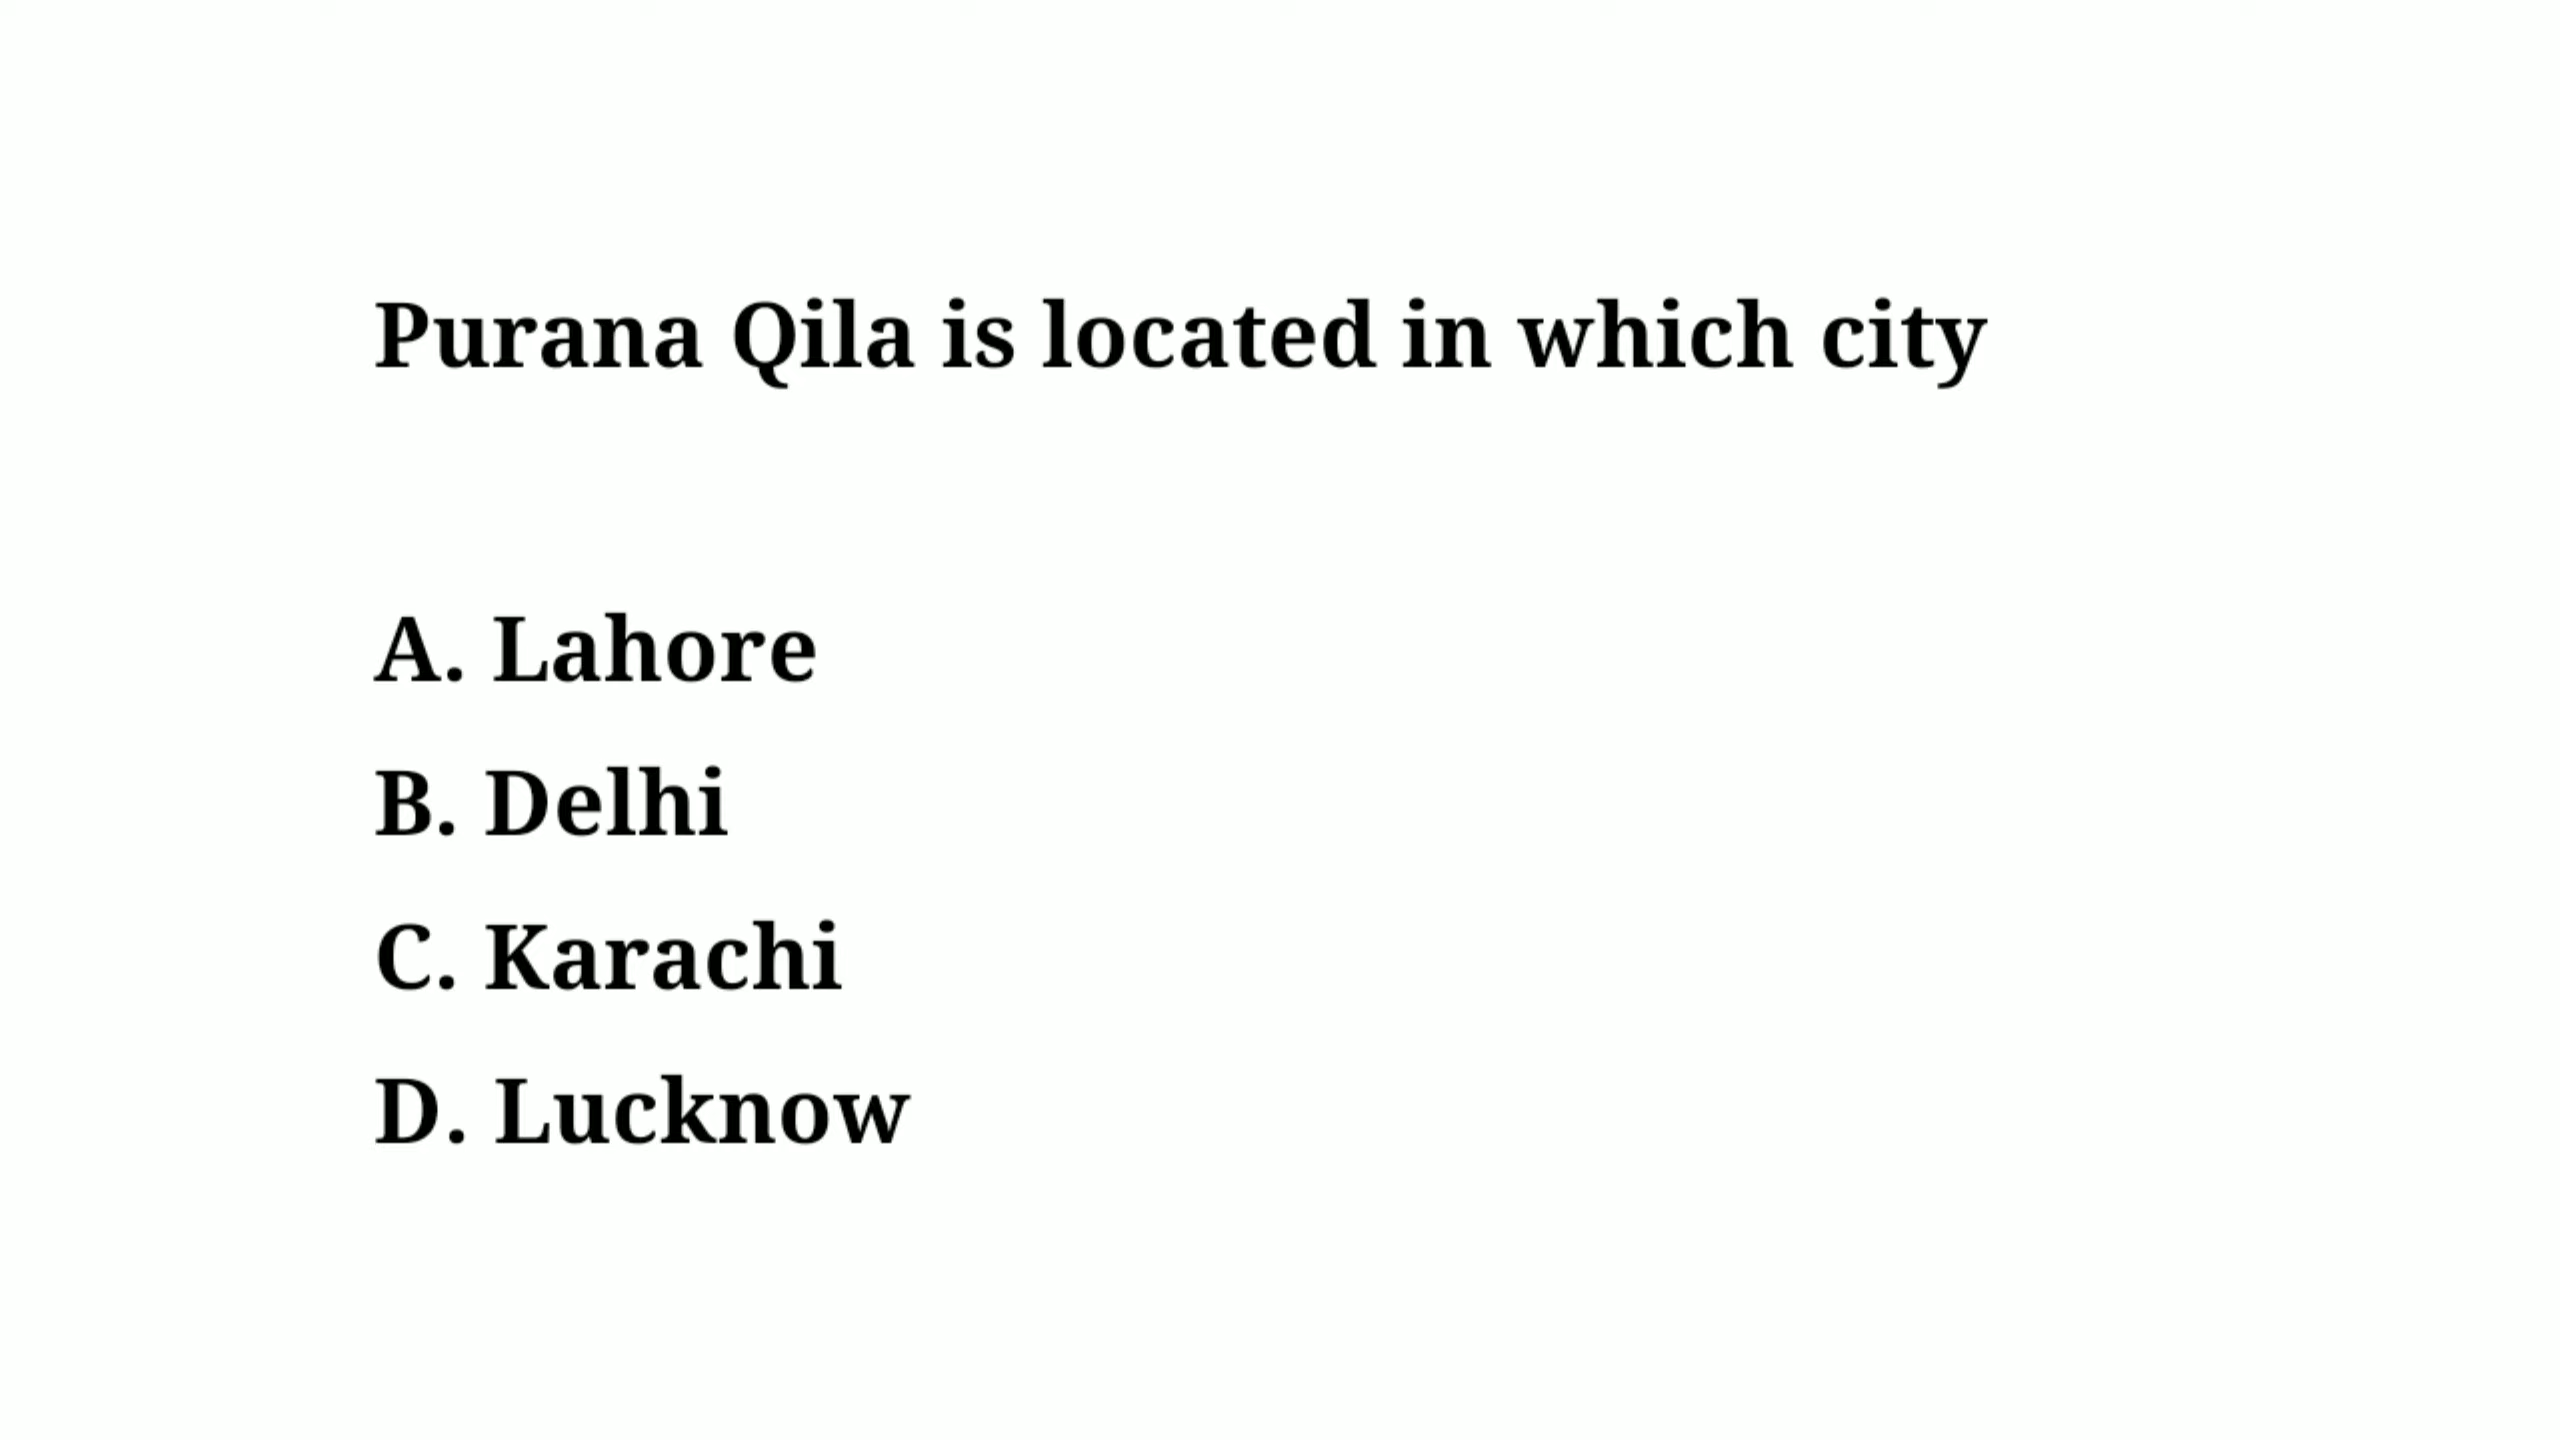 Purana Qila is located in which city
A. Lahore
B. Delhi
C. Karachi
D. Lucknow